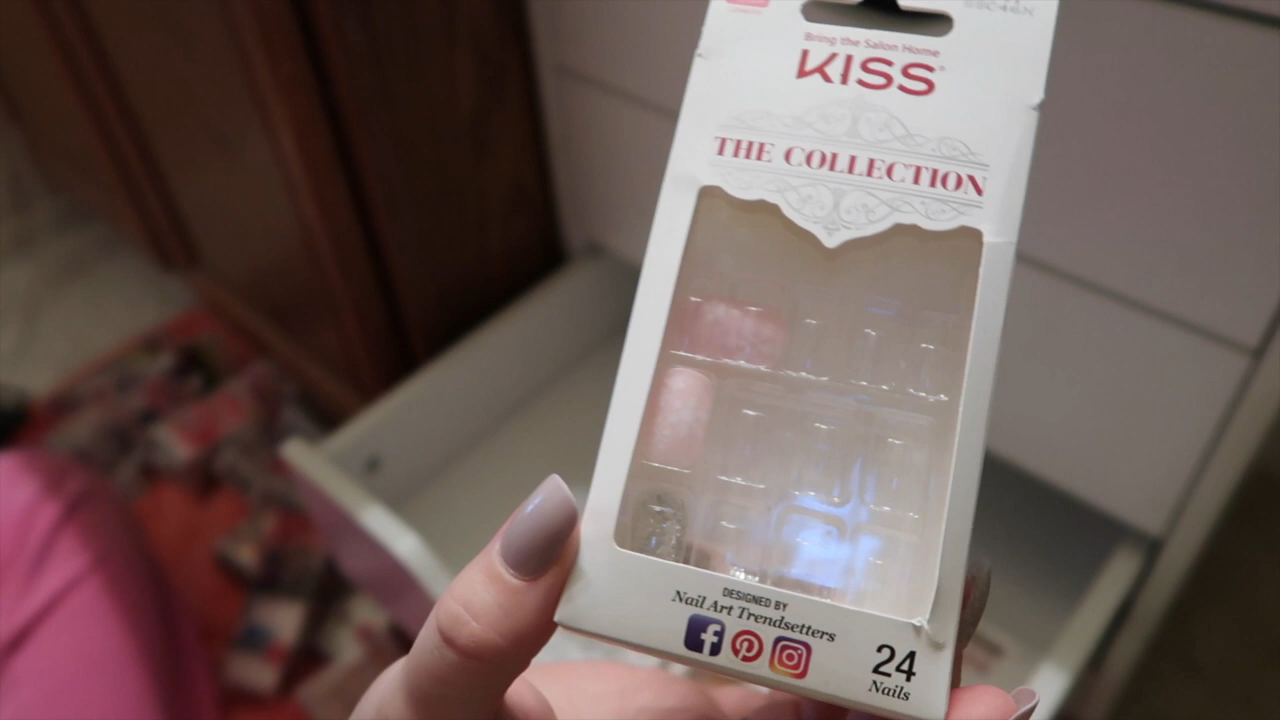 Bring the Salon Home
KISS
THE COLLECTION
DESIGNED BY
Nail Art Trendsetters
24
Nails